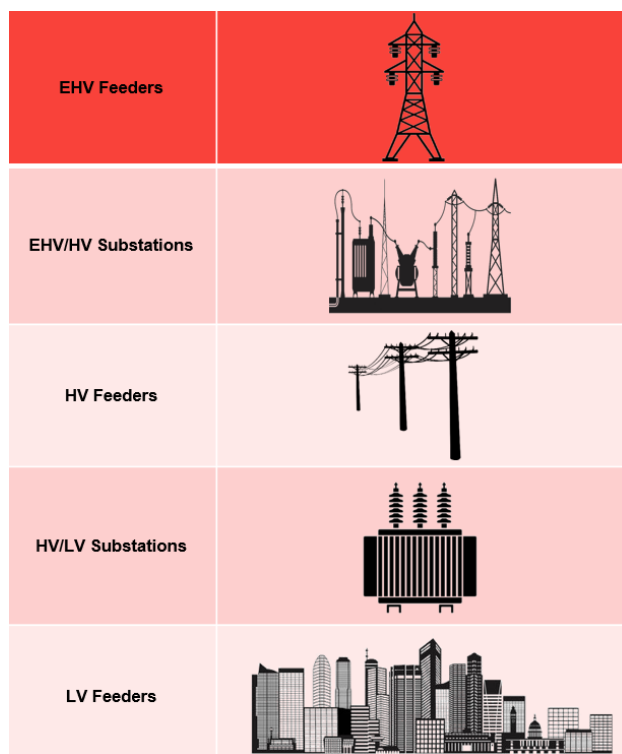 EHV Feeders
EHV/HV Substations
HV Feeders
HV/LV Substations
LV Feeders